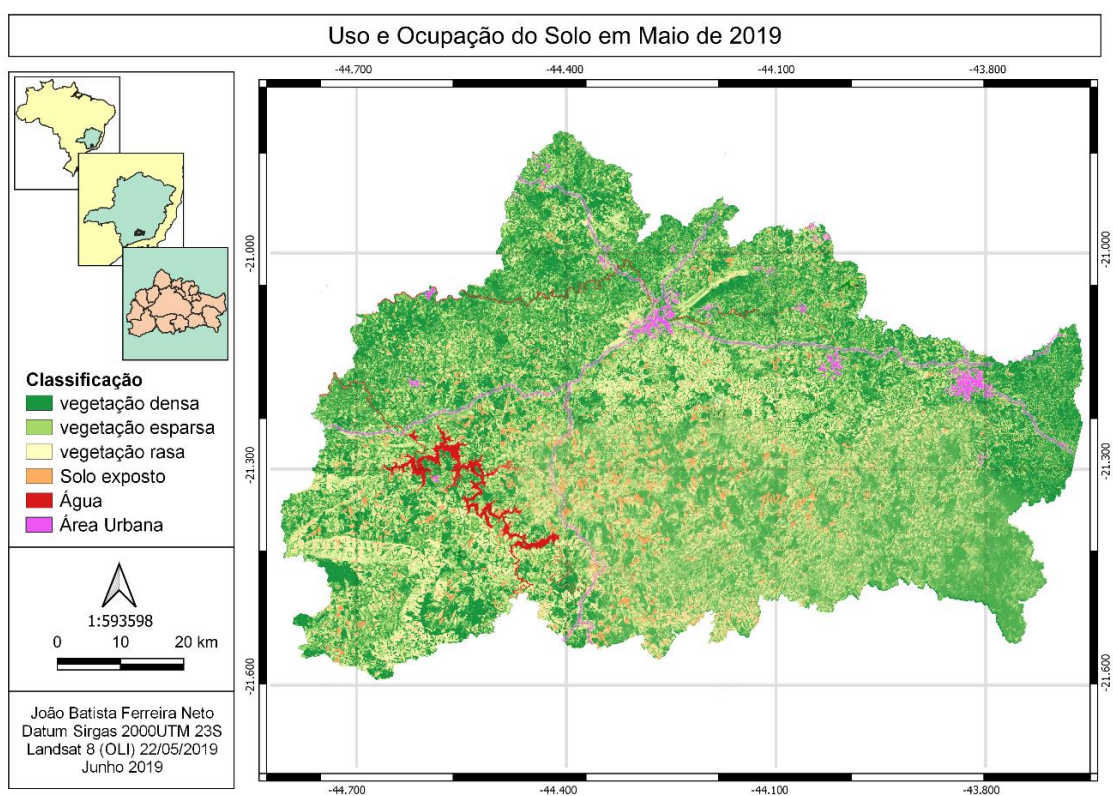 Uso e Ocupação do Solo em Maio de 2019
-44.700 -44.400 -44.100 -43.800
-21.000 -21.000
-21.300 -21.300
-21.600 -21.600
-44.700 -44.400 -44.100 -43.800
Classificação
vegetação densa
vegetação esparsa
vegetação rasa
Solo exposto
Água
Área Urbana
1:593598
0 10 20 km
João Batista Ferreira Neto
Datum Sirgas 2000UTM 23S
Landsat 8 (OLI) 22/05/2019
Junho 2019